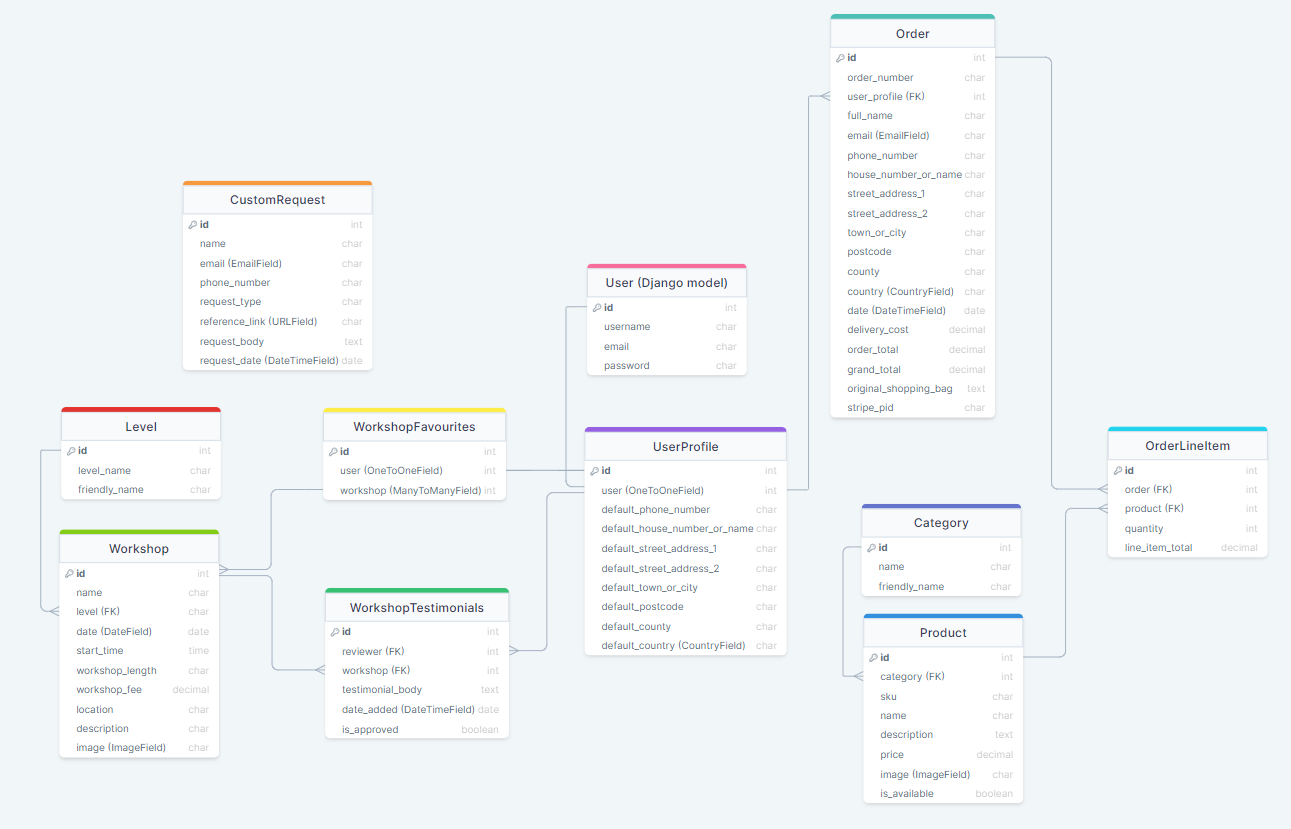 Order
id int
order_number char
user_profile (FK) int
full_name char
email (EmailField) char
phone_number char
house_number_or_name char
street_address_1 char
street_address_2 char
town_or_city char
postcode char
county char
country (CountryField) char
date (DateTimeField) date
delivery_cost decimal
order_total decimal
grand_total decimal
original_shopping_bag text
stripe_pid char
CustomRequest
id int
name char
email (EmailField) char
phone_number char
request_type char
reference_link (URLField) char
request_body text
request_date (DateTimeField) date
User (Django model)
id int
username char
email char
password char
Level
id int
level_name char
friendly_name char
WorkshopFavourites
id int
user (OneToOneField) int
workshop (ManyToManyField) int
UserProfile
id int
user (OneToOneField) int
default_phone_number char
default_house_number_or_name char
default_street_address_1 char
default_street_address_2 char
default_town_or_city char
default_postcode char
default_county char
default_country (CountryField) char
OrderLineItem
id int
order (FK) int
product (FK) int
quantity int
line_item_total decimal
Category
id int
name char
friendly_name char
Workshop
id int
name char
level (FK) char
date (DateField) date
start_time time
workshop_length char
workshop_fee decimal
location char
description char
image (ImageField) char
WorkshopTestimonials
id int
reviewer (FK) int
workshop (FK) int
testimonial_body text
date_added (DateTimeField) date
is_approved boolean
Product
id int
category (FK) int
sku char
name char
description text
price decimal
image (ImageField) char
is_available boolean